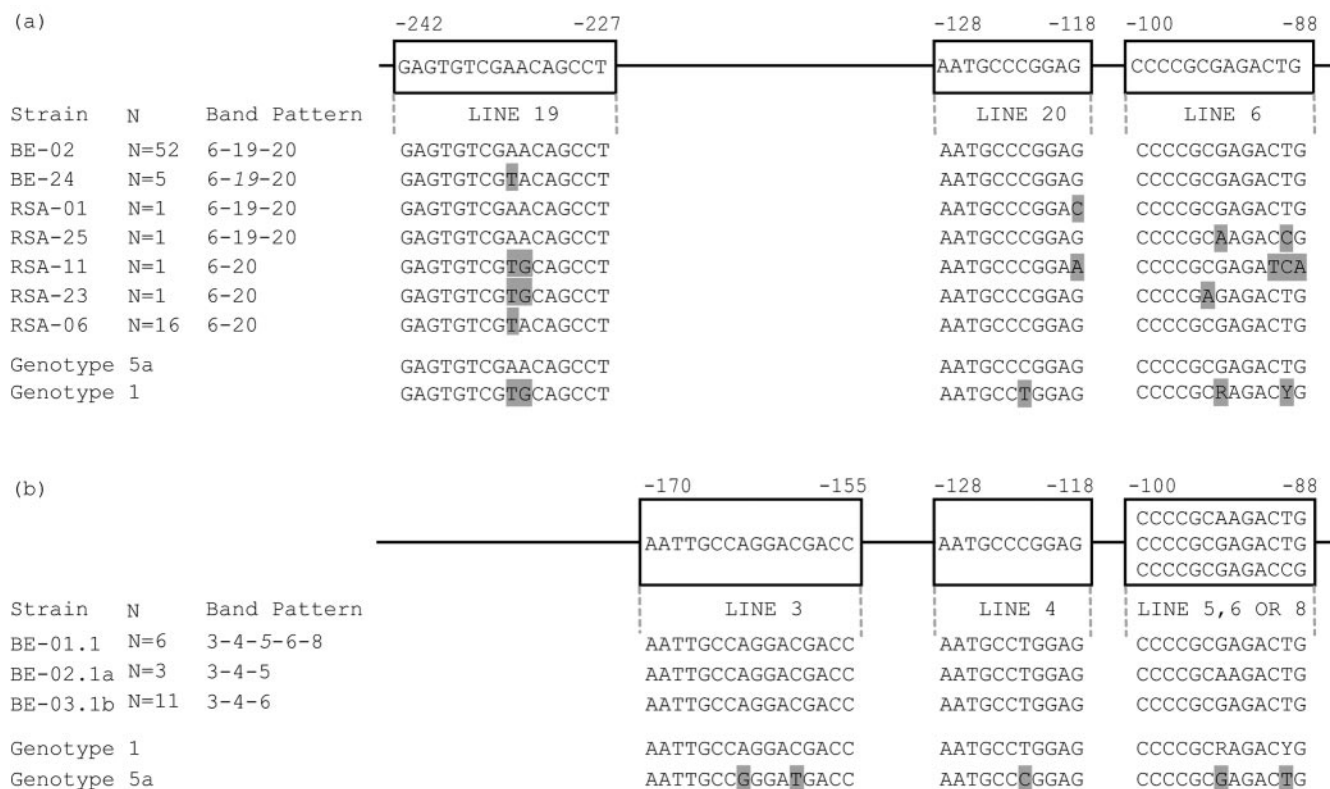 (a) -242 -227 -128 -118 -100 -88
GAGTGTCGAACAGCCT AATGCCCGGAG CCCCGCGAGACTG
Strain N Band Pattern LINE 19 LINE 20 LINE 6
BE-02 N=52 6-19-20 GAGTGTCGAACAGCCT AATGCCCGGAG CCCCGCGAGACTG
BE-24 N=5 6-19-20 GAGTGTCGTACAGCCT AATGCCCGGAG CCCCGCGAGACTG
RSA-01 N=1 6-19-20 GAGTGTCGAACAGCCT AATGCCCGGAC CCCCGCGAGACTG
RSA-25 N=1 6-19-20 GAGTGTCGAACAGCCT AATGCCCGGAG CCCCGCAAGACCG
RSA-11 N=1 6-20 GAGTGTCGTGCAGCCT AATGCCCGGAA CCCCGCGAGATCA
RSA-23 N=1 6-20 GAGTGTCGTGCAGCCT AATGCCCGGAG CCCCGAGAGACTG
RSA-06 N=16 6-20 GAGTGTCGTACAGCCT AATGCCCGGAG CCCCGCGAGACTG
Genotype 5a GAGTGTCGAACAGCCT AATGCCCGGAG CCCCGCGAGACTG
Genotype 1 GAGTGTCGTGCAGCCT AATGCCTGGAG CCCCGCRAGACYG
(b) -170 -155 -128 -118 -100 -88
CCCCGCAAGACTG
AATTGCCAGGACGACC AATGCCCGGAG CCCCGCGAGACTG
CCCCGCGAGACCG
Strain N Band Pattern LINE 3 LINE 4 LINE 5,6 OR 8
BE-01.1 N=6 3-4-5-6-8 AATTGCCAGGACGACC AATGCCTGGAG CCCCGCGAGACTG
BE-02.1a N=3 3-4-5 AATTGCCAGGACGACC AATGCCTGGAG CCCCGCAAGACTG
BE-03.1b N=11 3-4-6 AATTGCCAGGACGACC AATGCCTGGAG CCCCGCGAGACTG
Genotype 1 AATTGCCAGGACGACC AATGCCTGGAG CCCCGCRAGACYG
Genotype 5a AATTGCCGGGATGACC AATGCCCGGAG CCCCGCGAGACTG